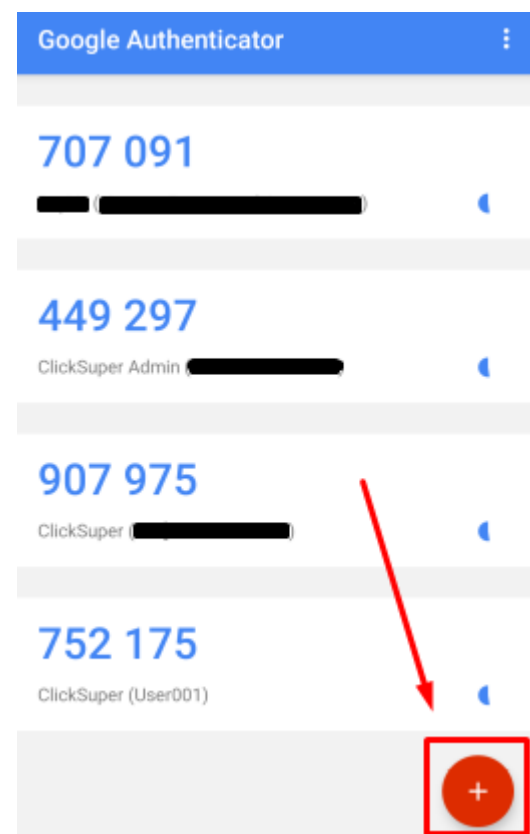 Google Authenticator
707 091
449 297
ClickSuper Admin (
907 975
ClickSuper ( )
752 175
ClickSuper (User001)
+